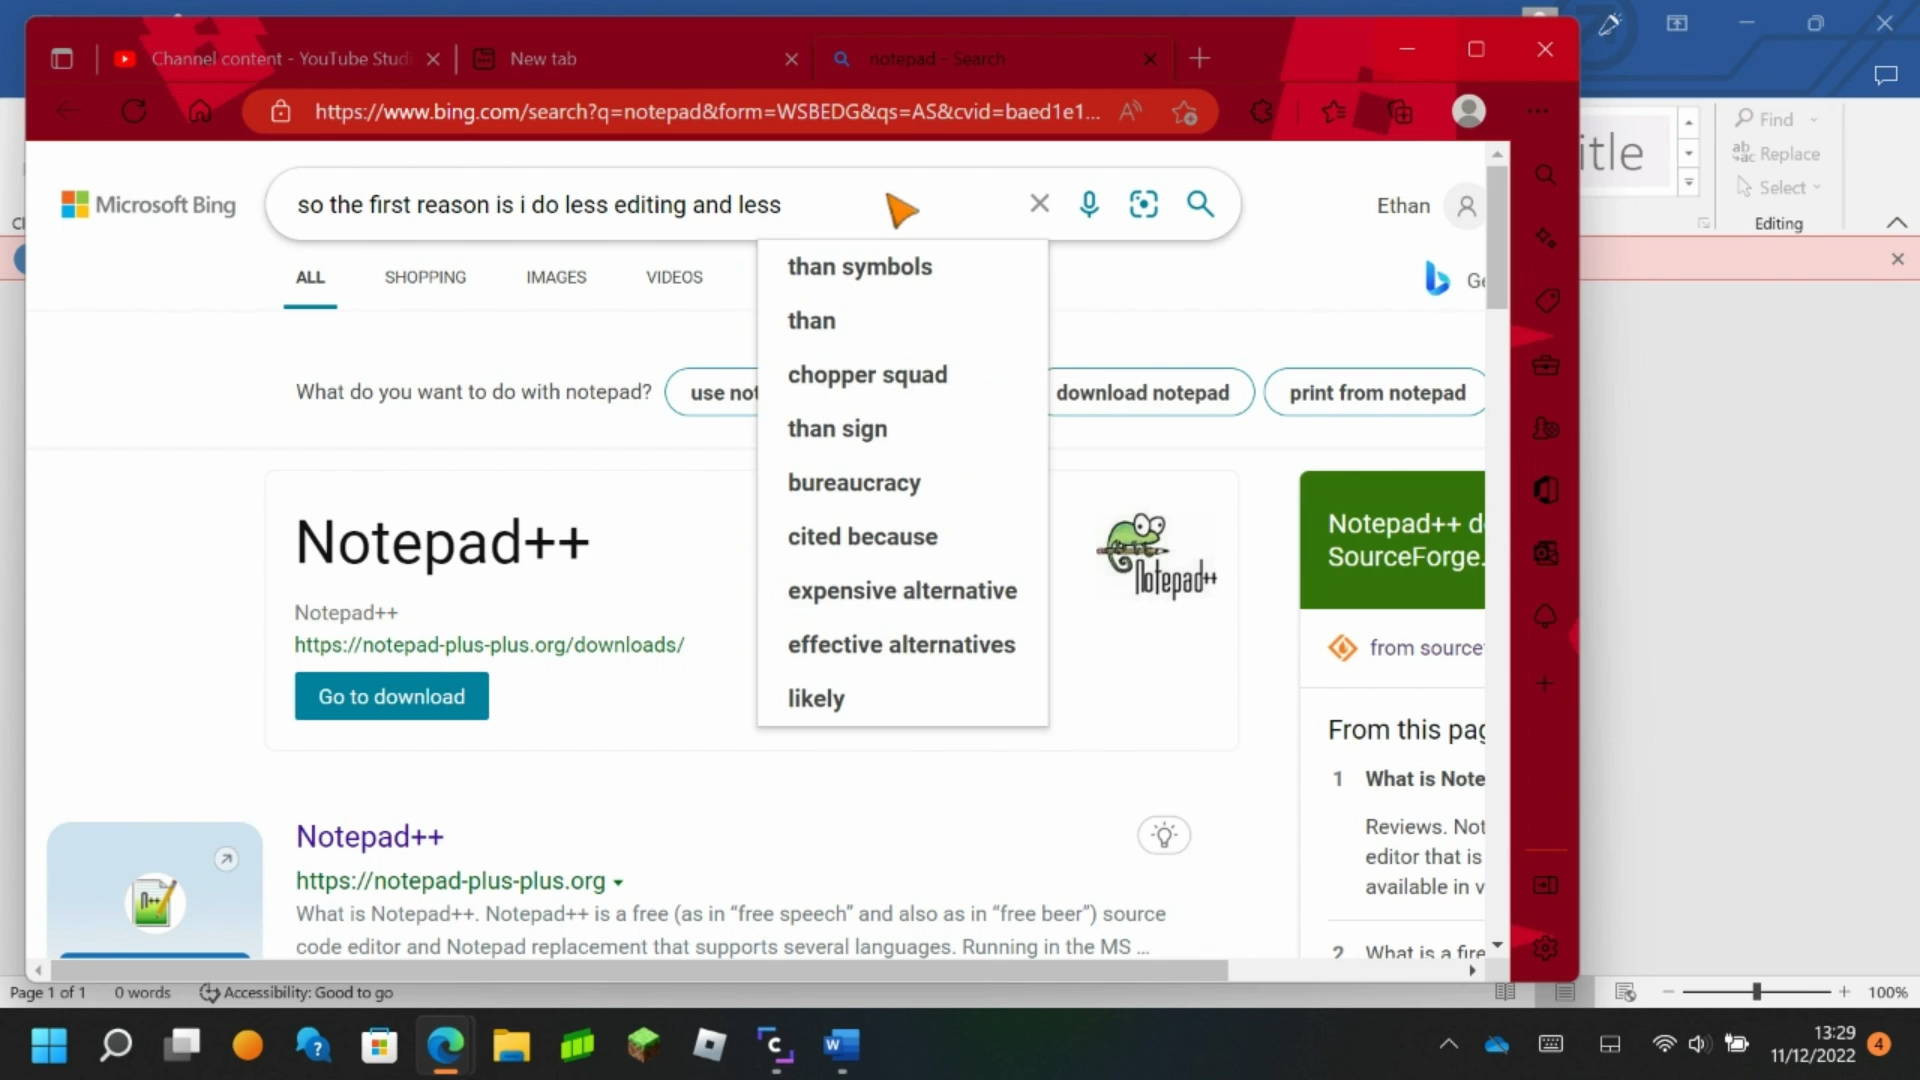 Channel content - YouTube Studi
New tab
notepad - Search
https://www.bing.com/search?q=notepad&form=WSBEDG&qs=AS&cvid=baed1e1...
itle
Find
Replace
Select
Editing
Microsoft Bing
so the first reason is i do less editing and less
Ethan
than symbols
than
chopper squad
than sign
bureaucracy
cited because
expensive alternative
effective alternatives
likely
ALL
SHOPPING
IMAGES
VIDEOS
Ge
What do you want to do with notepad?
use not
download notepad
print from notepad
Notepad++
Notepad++
https://notepad-plus-plus.org/downloads/
Go to download
Notepad++
Notepad++ d
SourceForge.
from source
From this pag
1 What is Note
Reviews. Not
editor that is
available in v
2 What is a fire
Notepad++
https://notepad-plus-plus.org
What is Notepad++. Notepad++ is a free (as in “free speech” and also as in “free beer”) source
code editor and Notepad replacement that supports several languages. Running in the MS ...
Page 1 of 1
0 words
Accessibility: Good to go
100%
13:29
11/12/2022
4